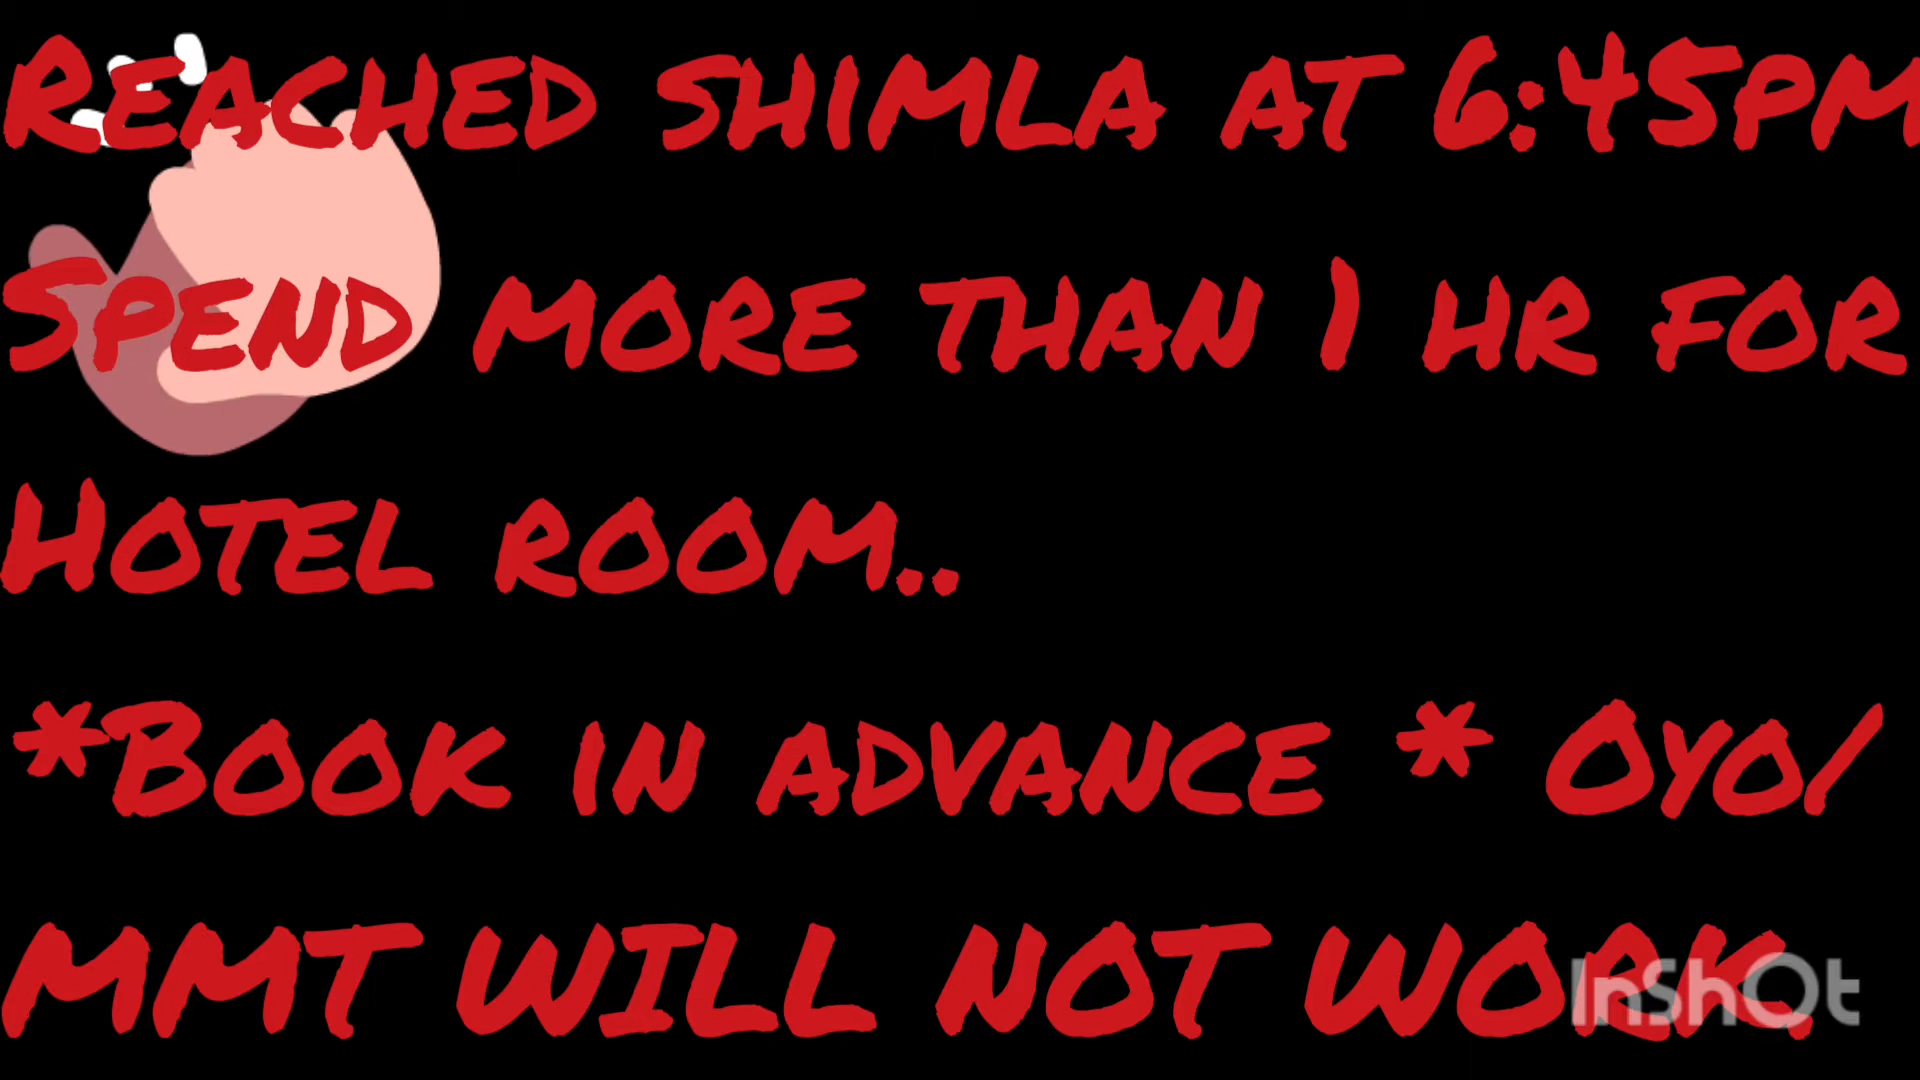 Reached shimla at 6:45pm
Spend more than 1 hr for
Hotel room..
*Book in advance * Oyo/
MMT WILL NOT WORK.
InShOt